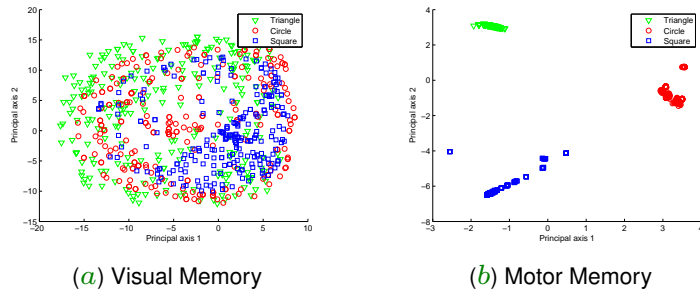 Triangle
Circle
Square
20
15
10
5
0
−5
−10
−15
Principal axis 2
−20
−15
−10
−5
0
5
10
Principal axis 1
(a) Visual Memory
Triangle
Circle
Square
4
2
0
−2
−4
−6
−8
Principal axis 2
−3
−2
−1
0
1
2
3
4
Principal axis 1
(b) Motor Memory